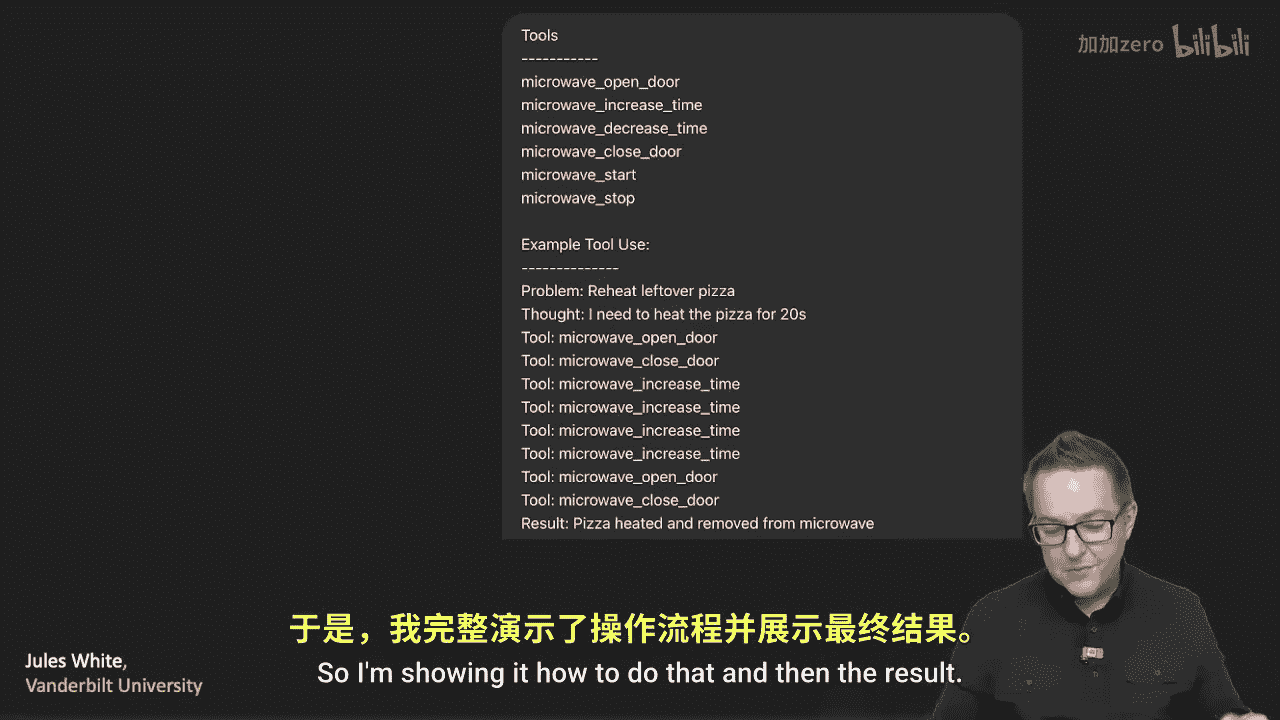 加加zero bilibili
Tools
-----------
microwave_open_door
microwave_increase_time
microwave_decrease_time
microwave_close_door
microwave_start
microwave_stop
Example Tool Use:
--------------
Problem: Reheat leftover pizza
Thought: I need to heat the pizza for 20s
Tool: microwave_open_door
Tool: microwave_close_door
Tool: microwave_increase_time
Tool: microwave_increase_time
Tool: microwave_increase_time
Tool: microwave_increase_time
Tool: microwave_open_door
Tool: microwave_close_door
Result: Pizza heated and removed from microwave
于是，我完整演示了操作流程并展示最终结果。
So I'm showing it how to do that and then the result.
Jules White,
Vanderbilt University